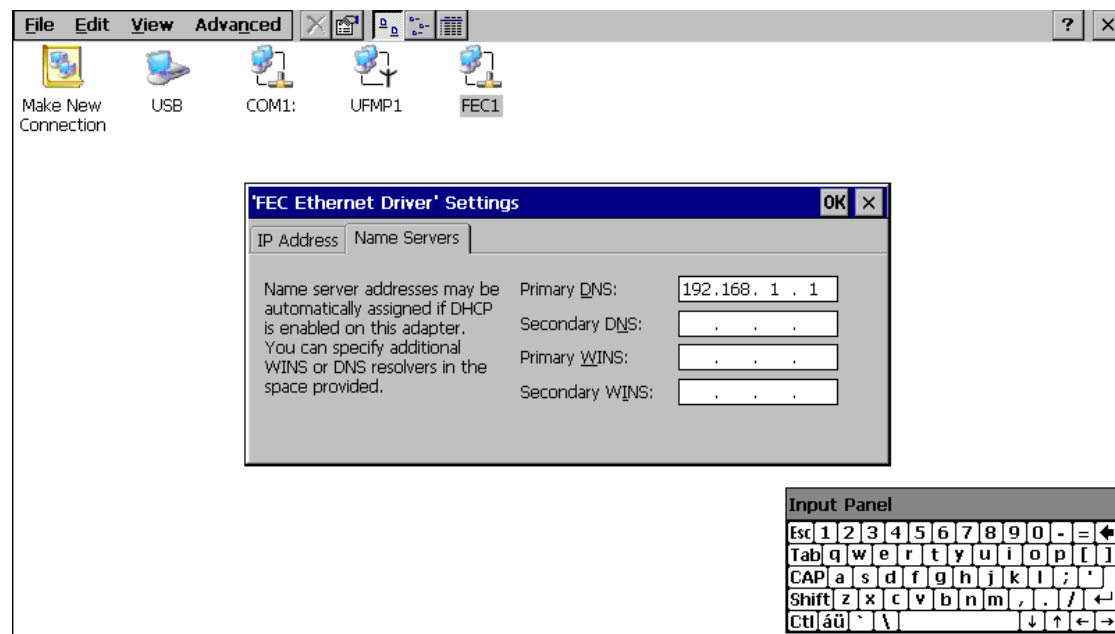 File Edit View Advanced ? ×
Make New
Connection
USB
COM1:
UFMP1
FEC1
'FEC Ethernet Driver' Settings OK ×
IP Address Name Servers
Name server addresses may be
automatically assigned if DHCP
is enabled on this adapter.
You can specify additional
WINS or DNS resolvers in the
space provided.
Primary DNS: 192.168. 1 . 1
Secondary DNS: . . .
Primary WINS: . . .
Secondary WINS: . . .
Input Panel
Esc 1 2 3 4 5 6 7 8 9 0 - = ←
Tab q w e r t y u i o p [ ]
CAP a s d f g h j k l ; '
Shift z x c v b n m , . / ↵
Ctl áü ` \ ↓ ↑ ← →